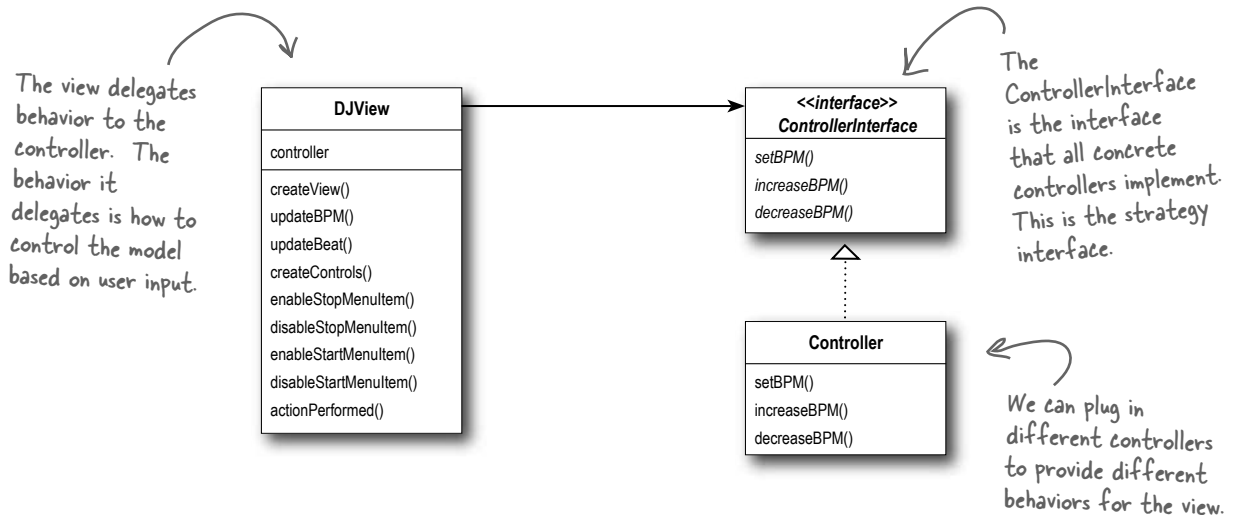 The view delegates
behavior to the
controller. The
behavior it
delegates is how to
control the model
based on user input.
DJView
controller
createView()
updateBPM()
updateBeat()
createControls()
enableStopMenuItem()
disableStopMenuItem()
enableStartMenuItem()
disableStartMenuItem()
actionPerformed()
<<interface>>
ControllerInterface
setBPM()
increaseBPM()
decreaseBPM()
The
ControllerInterface
is the interface
that all concrete
controllers implement.
This is the strategy
interface.
Controller
setBPM()
increaseBPM()
decreaseBPM()
We can plug in
different controllers
to provide different
behaviors for the view.